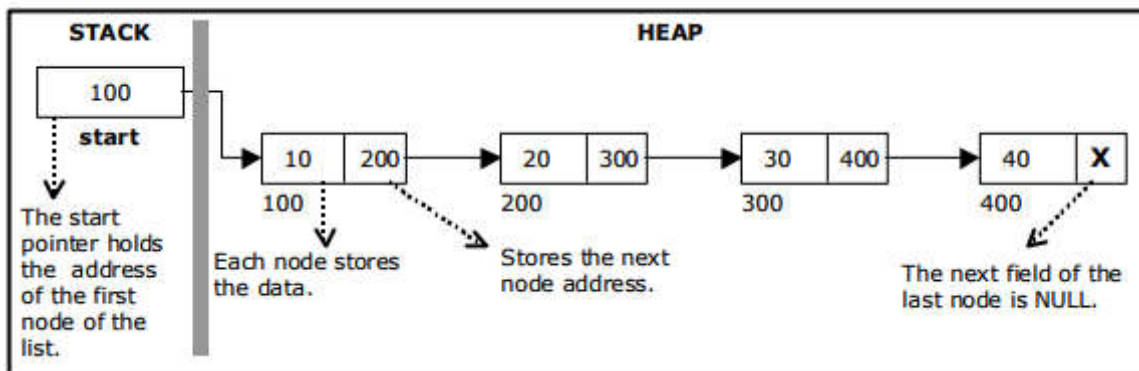 STACK
HEAP
100
start
10 200
20 300
30 400
40 X
100
200
300
400
The start
pointer holds
the address
of the first
node of the
list.
Each node stores
the data.
Stores the next
node address.
The next field of the
last node is NULL.